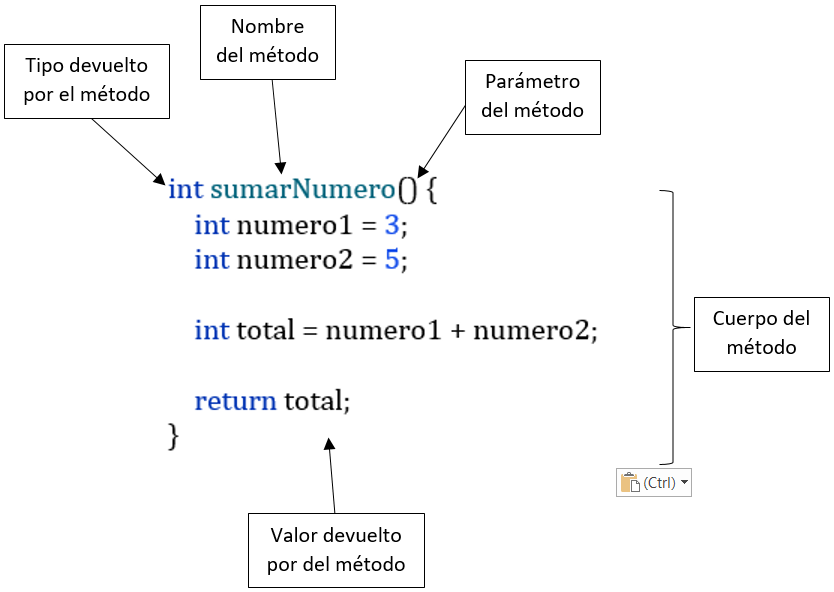 Nombre
del método
Tipo devuelto
por el método
Parámetro
del método
int sumarNumero() {
int numero1 = 3;
int numero2 = 5;
int total = numero1 + numero2;
return total;
}
Cuerpo del
método
(Ctrl)
Valor devuelto
por del método